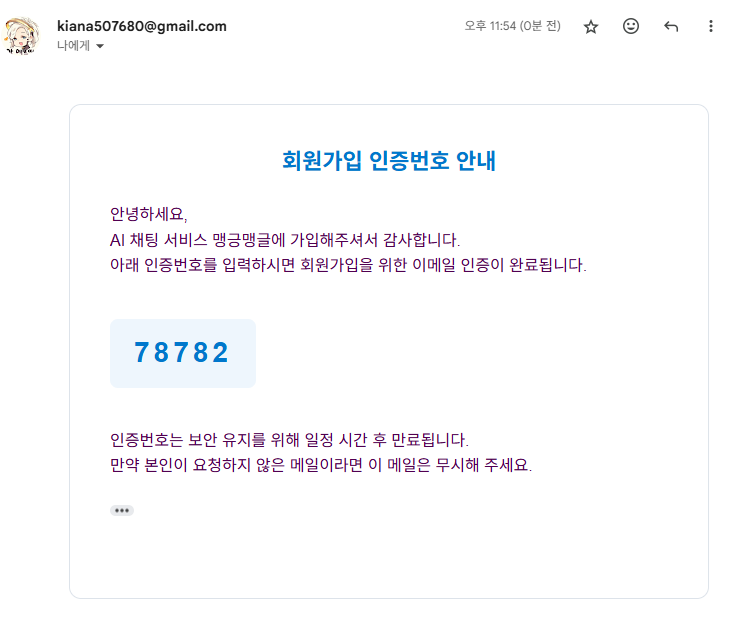 kiana507680@gmail.com
오후 11:54 (0분 전)
나에게
회원가입 인증번호 안내
안녕하세요,
AI 채팅 서비스 맹긍맹글에 가입해주셔서 감사합니다.
아래 인증번호를 입력하시면 회원가입을 위한 이메일 인증이 완료됩니다.
78782
인증번호는 보안 유지를 위해 일정 시간 후 만료됩니다.
만약 본인이 요청하지 않은 메일이라면 이 메일은 무시해 주세요.